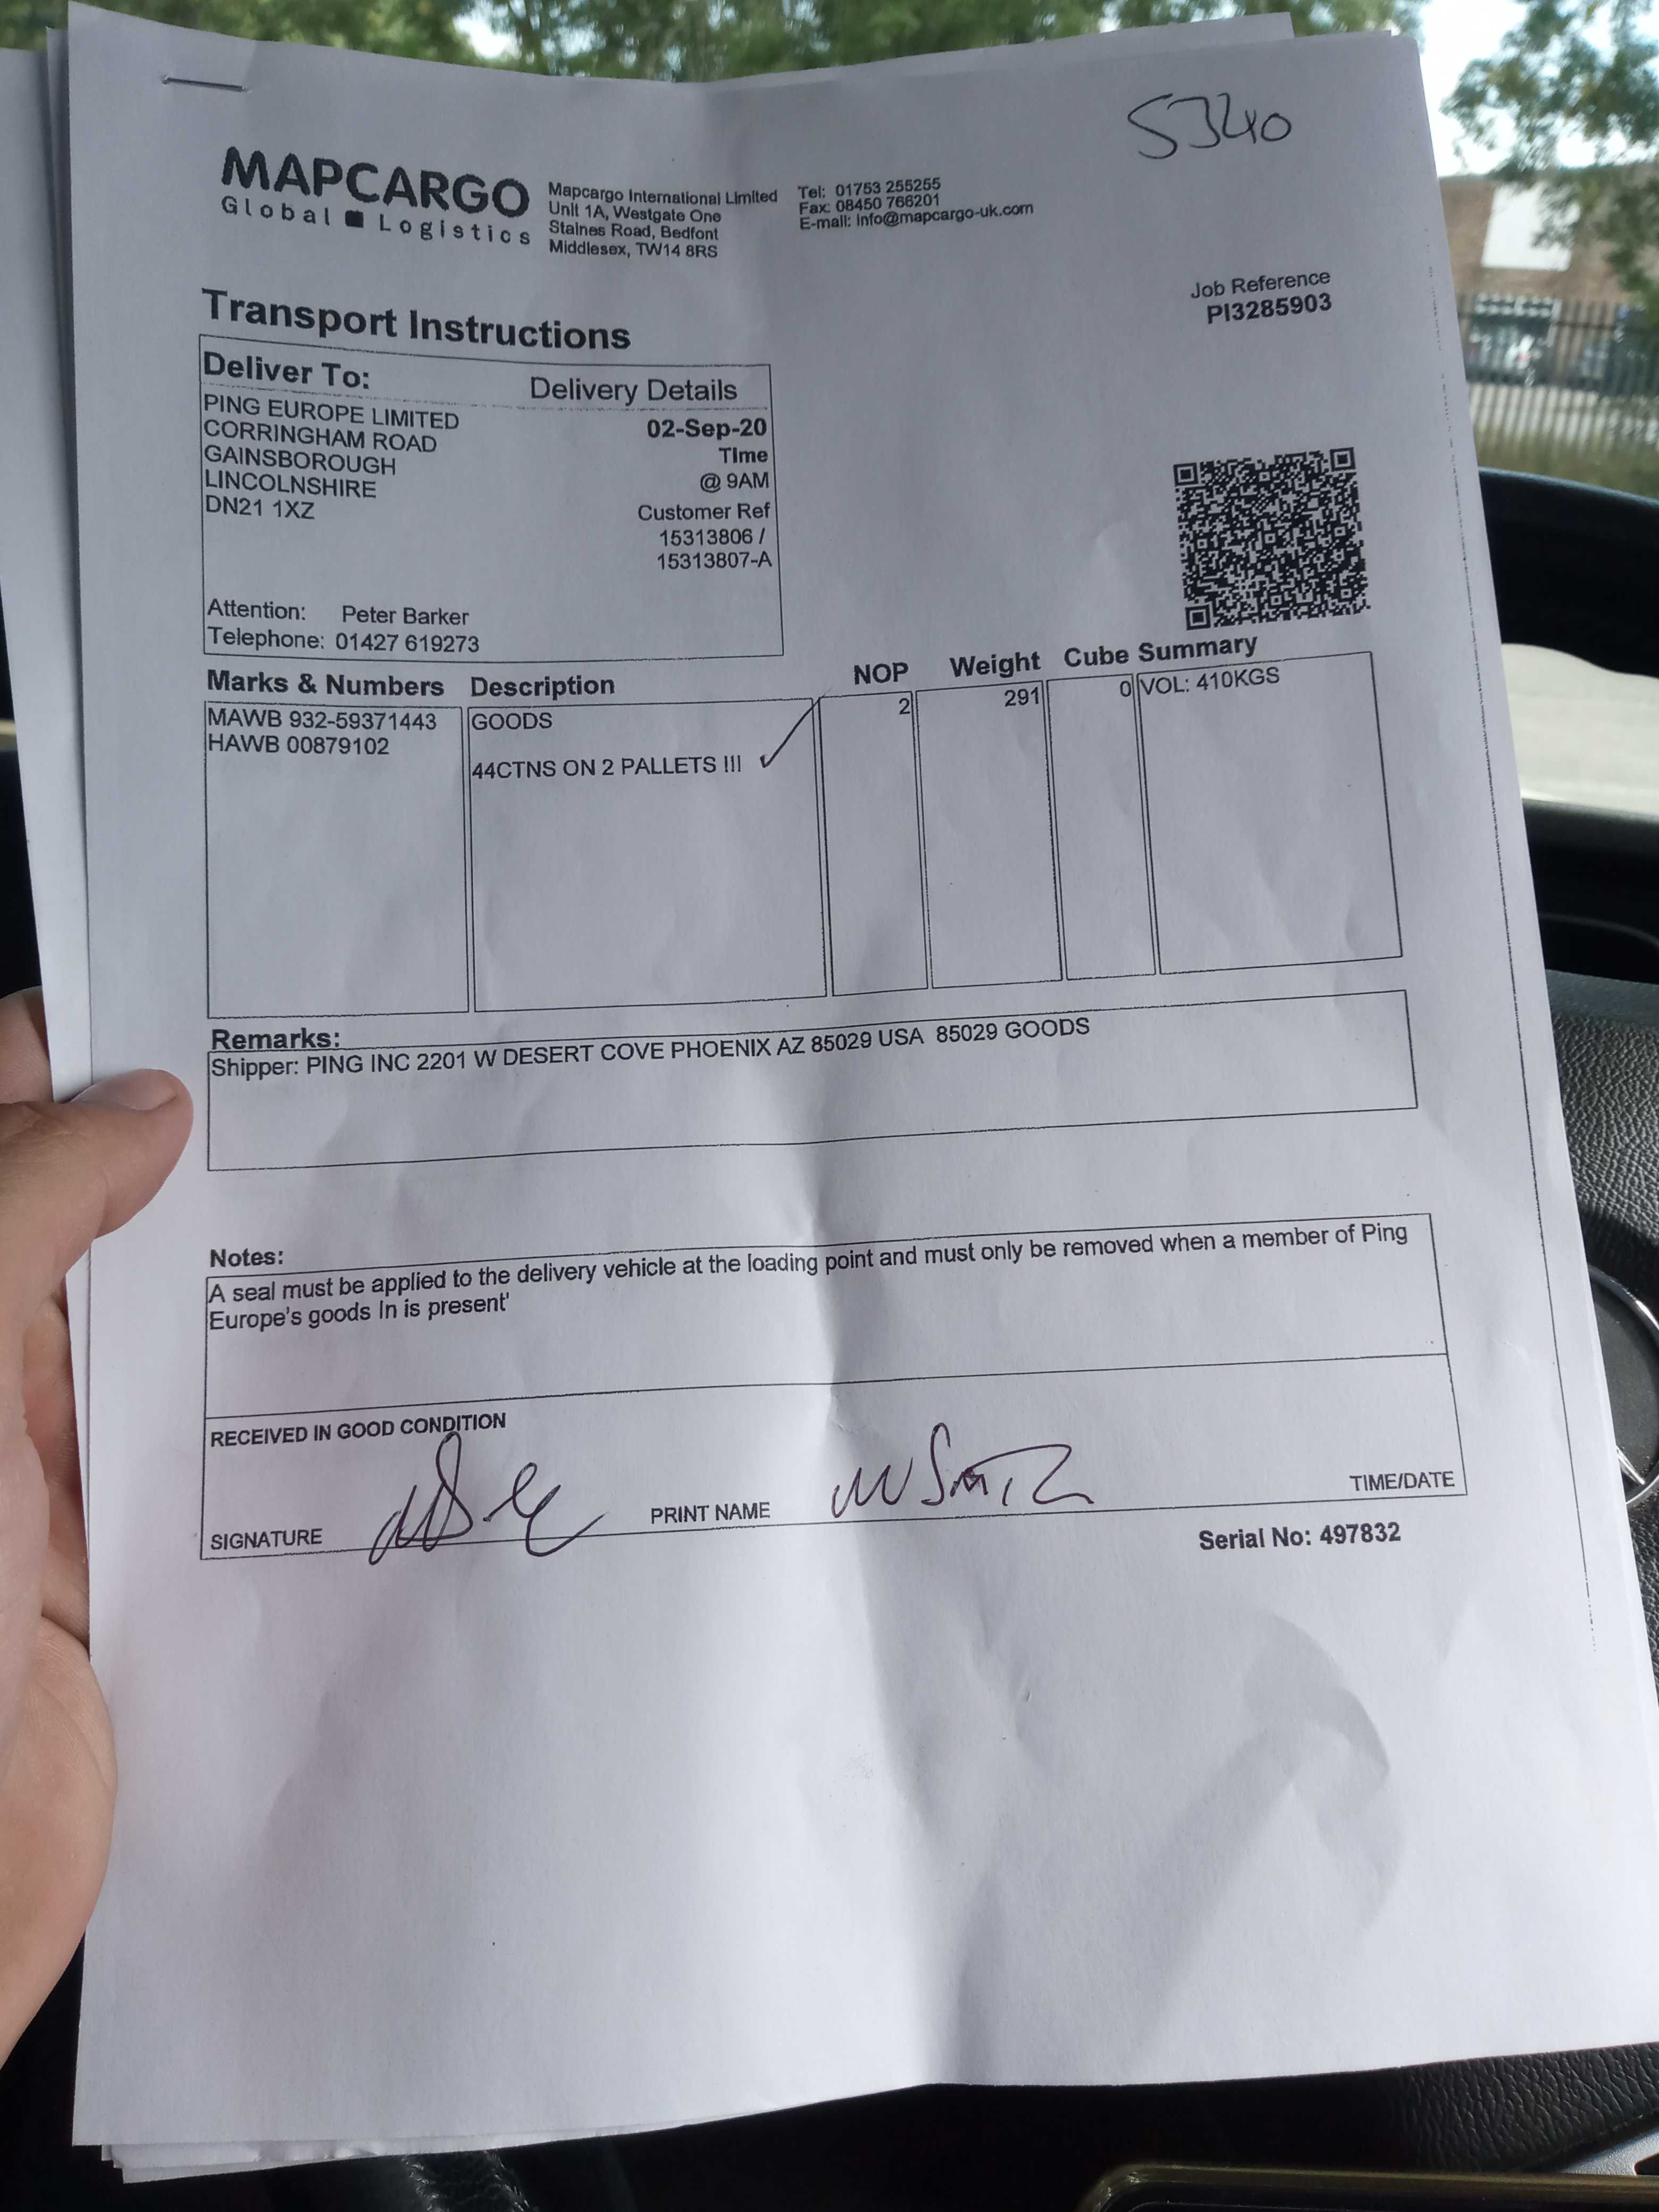 5340
MAPCARGO
Global Logistics
Mapcargo International Limited
Unit 1A, Westgate One
Staines Road, Bedfont
Middlesex, TW14 8RS
Tel: 01753 255255
Fax: 08450 766201
E-mail: info@mapcargo-uk.com
Job Reference
PI3285903
Transport Instructions
Deliver To:
PING EUROPE LIMITED
CORRINGHAM ROAD
GAINSBOROUGH
LINCOLNSHIRE
DN21 1XZ
Delivery Details
02-Sep-20
Time
@ 9AM
Customer Ref
15313806 /
15313807-A
Attention: Peter Barker
Telephone: 01427 619273
Marks & Numbers Description NOP Weight Cube Summary
MAWB 932-59371443 GOODS 2 291 0 VOL: 410KGS
HAWB 00879102
44CTNS ON 2 PALLETS !!!
Remarks:
Shipper: PING INC 2201 W DESERT COVE PHOENIX AZ 85029 USA 85029 GOODS
Notes:
A seal must be applied to the delivery vehicle at the loading point and must only be removed when a member of Ping
Europe's goods In is present'
RECEIVED IN GOOD CONDITION
SIGNATURE
PRINT NAME
TIME/DATE
Serial No: 497832